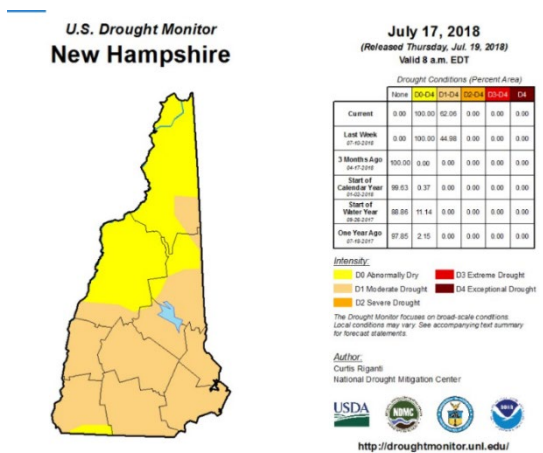 U.S. Drought Monitor
New Hampshire
July 17, 2018
(Released Thursday, Jul. 19, 2018)
Valid 8 a.m. EDT
Drought Conditions (Percent Area)
None D0-D4 D1-D4 D2-D4 D3-D4 D4
Current 0.00 100.00 62.06 0.00 0.00 0.00
Last Week 0.00 100.00 44.98 0.00 0.00 0.00
07-10-2018
3 Months Ago 100.00 0.00 0.00 0.00 0.00 0.00
04-17-2018
Start of
Calendar Year 99.63 0.37 0.00 0.00 0.00 0.00
01-02-2018
Start of
Water Year 88.86 11.14 0.00 0.00 0.00 0.00
09-26-2017
One Year Ago 97.85 2.15 0.00 0.00 0.00 0.00
07-18-2017
Intensity:
D0 Abnormally Dry D3 Extreme Drought
D1 Moderate Drought D4 Exceptional Drought
D2 Severe Drought
The Drought Monitor focuses on broad-scale conditions.
Local conditions may vary. See accompanying text summary
for forecast statements.
Author:
Curtis Riganti
National Drought Mitigation Center
USDA NDMC
http://droughtmonitor.unl.edu/